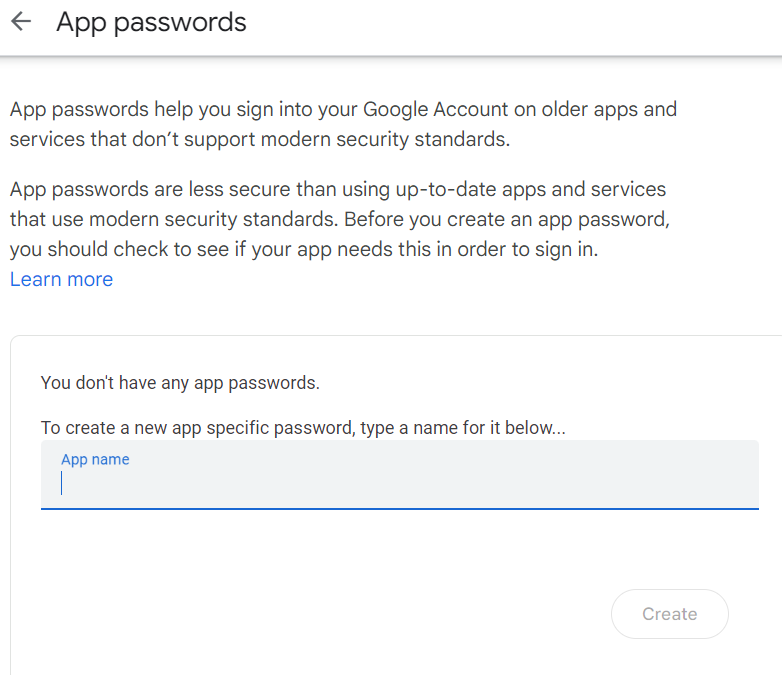 App passwords
App passwords help you sign into your Google Account on older apps and
services that don’t support modern security standards.
App passwords are less secure than using up-to-date apps and services
that use modern security standards. Before you create an app password,
you should check to see if your app needs this in order to sign in.
Learn more
You don't have any app passwords.
To create a new app specific password, type a name for it below...
App name
Create